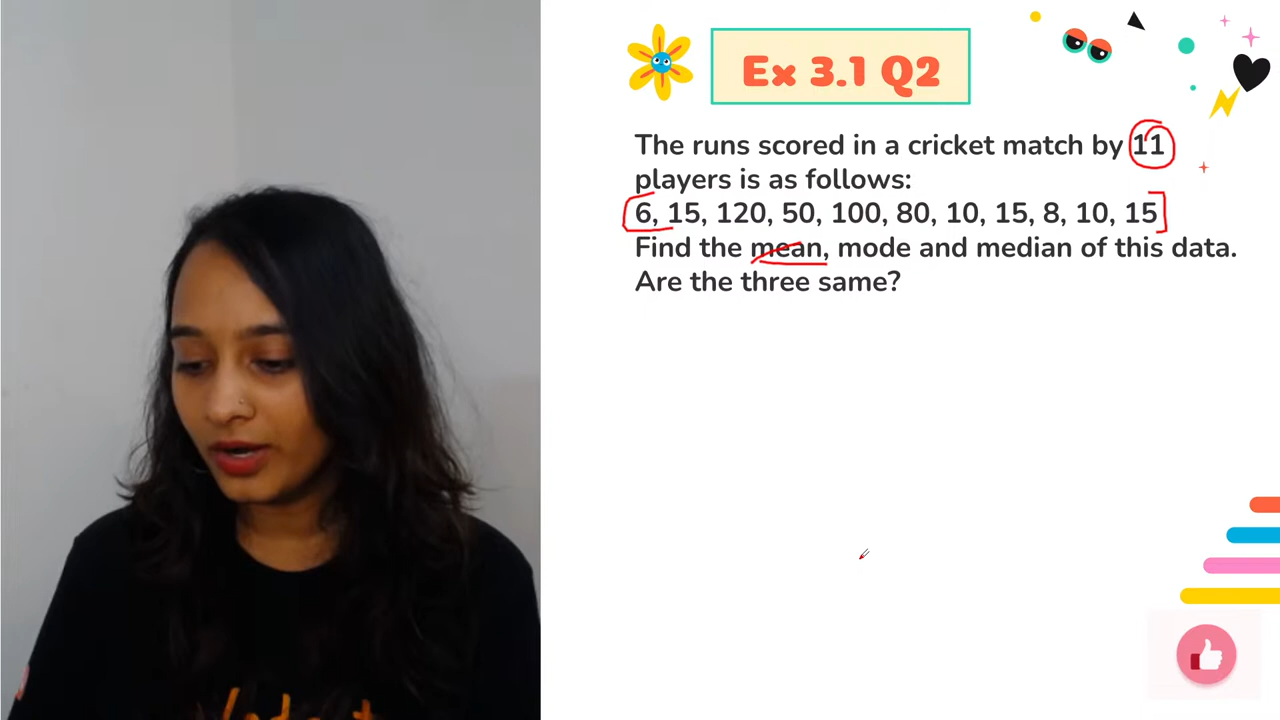 Ex 3.1 Q2
The runs scored in a cricket match by 11
players is as follows:
6, 15, 120, 50, 100, 80, 10, 15, 8, 10, 15
Find the mean, mode and median of this data.
Are the three same?